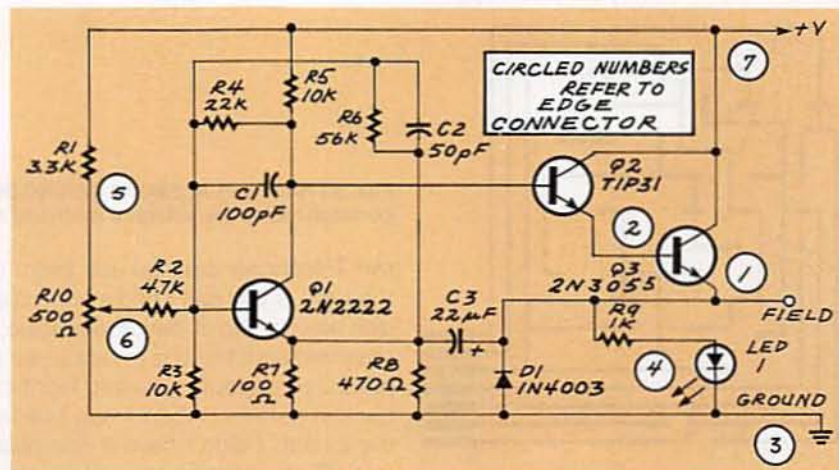 +V
7
CIRCLED NUMBERS
REFER TO
EDGE
CONNECTOR
R4
22K
R5
10K
R6
56K
C2
50pF
R1
3.3K
5
C1
100pF
Q2
TIP31
2
Q3
2N3055
1
FIELD
R10
500
Ω
6
R2
4.7K
Q1
2N2222
C3
22µF
+
R9
1K
LED
1
4
R3
10K
R7
100
Ω
R8
470Ω
D1
1N4003
GROUND
3